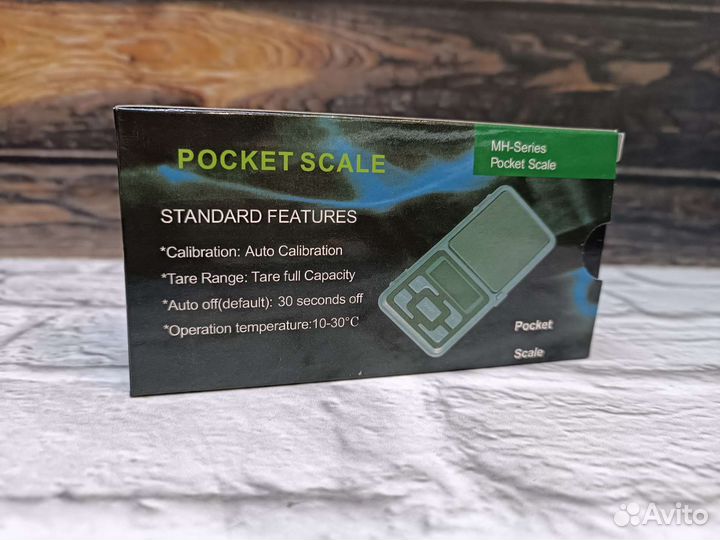 POCKET SCALE
MH-Series
Pocket Scale
STANDARD FEATURES
*Calibration: Auto Calibration
*Tare Range: Tare full Capacity
*Auto off(default): 30 seconds off
*Operation temperature:10-30℃
Pocket
Scale
Avito